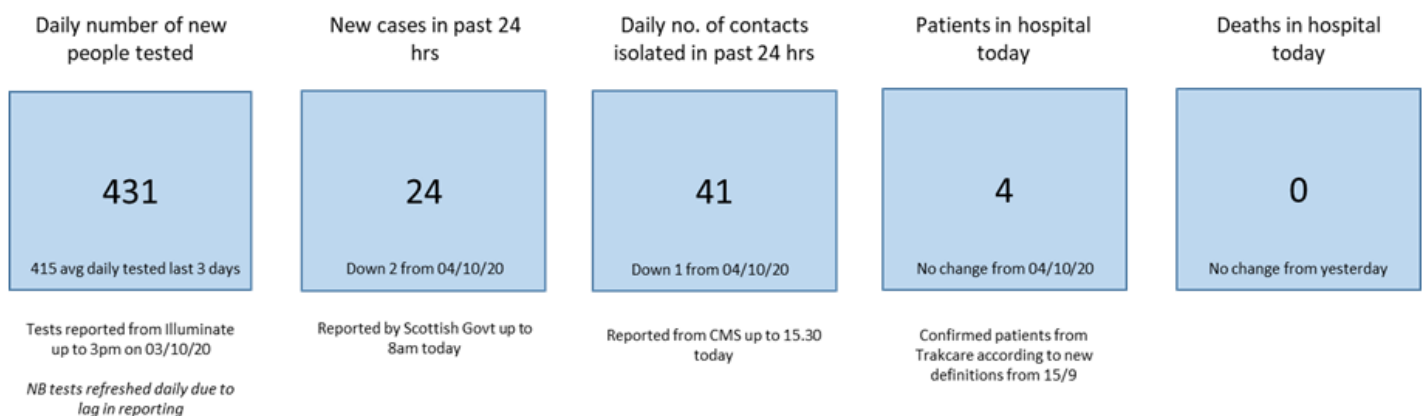 Daily number of new
people tested
New cases in past 24
hrs
Daily no. of contacts
isolated in past 24 hrs
Patients in hospital
today
Deaths in hospital
today
431
415 avg daily tested last 3 days
24
Down 2 from 04/10/20
41
Down 1 from 04/10/20
4
No change from 04/10/20
0
No change from yesterday
Tests reported from Illuminate
up to 3pm on 03/10/20
NB tests refreshed daily due to
lag in reporting
Reported by Scottish Govt up to
8am today
Reported from CMS up to 15.30
today
Confirmed patients from
Trakcare according to new
definitions from 15/9